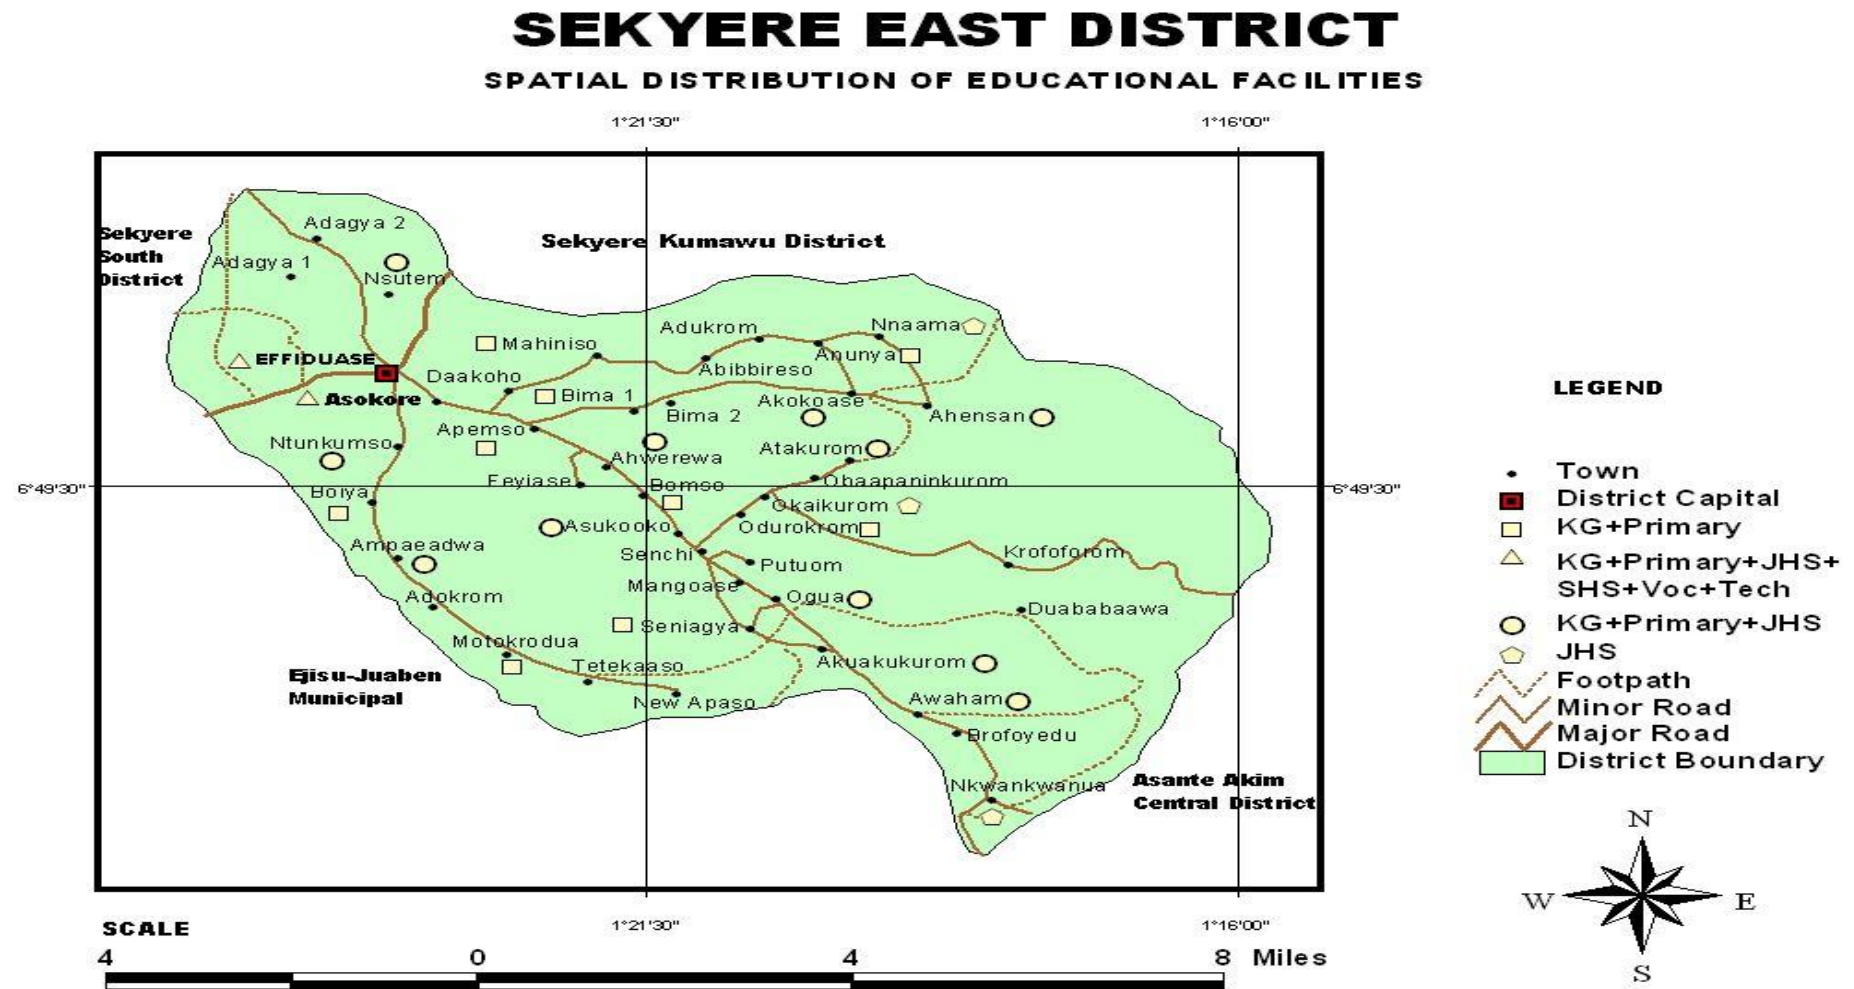 SEKYERE EAST DISTRICT
SPATIAL DISTRIBUTION OF EDUCATIONAL FACILITIES
1°21'30"
1°16'00"
Sekyere
South
District
Adagya 2
Sekyere Kumawu District
Adagya 1
Nsutem
Adukrom
Nnaama
Mahiniso
EFFIDUASE
Anunya
Abibbireso
Daakoho
Bima 1
Asokore
Akokoase
Bima 2
Ahensan
Apemso
Ntunkumso
Atakurom
Ahwerewa
Feyiase
Obaapaninkurom
Bomso
6°49'30"
6°49'30"
Boiya
Okaikurom
Asukooko
Odurokrom
Ampaeadwa
Senchi
Krofoforom
Putuom
Mangoase
Adokrom
Ogua
Duababaawa
Seniagya
Motokrodua
Tetekaaso
Akuakukurom
Ejisu-Juaben
Municipal
New Apaso
Awaham
Brofoyedu
Nkwankwanua
Asante Akim
Central District
LEGEND
Town
District Capital
KG+Primary
KG+Primary+JHS+
SHS+Voc+Tech
KG+Primary+JHS
JHS
Footpath
Minor Road
Major Road
District Boundary
N
W
E
S
1°21'30"
1°16'00"
SCALE
4 0 4 8 Miles